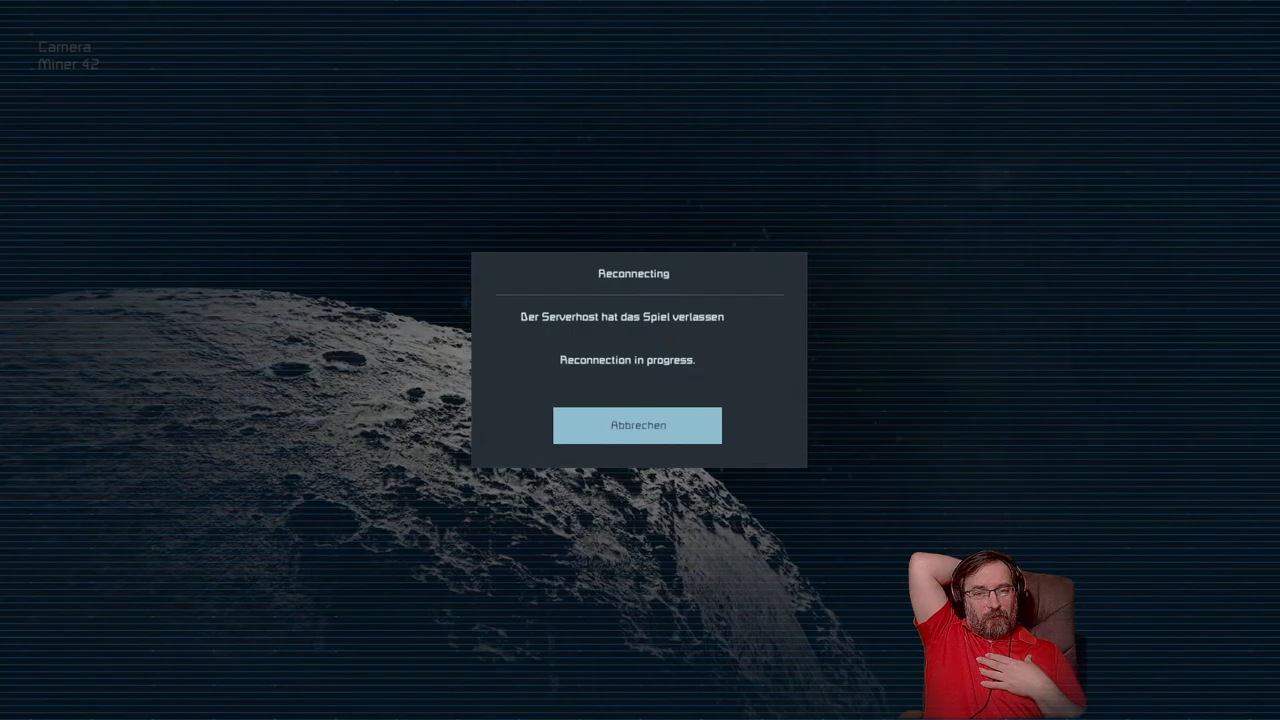 Camera
Miner 42
Reconnecting
Der Serverhost hat das Spiel verlassen
Reconnection in progress.
Abbrechen